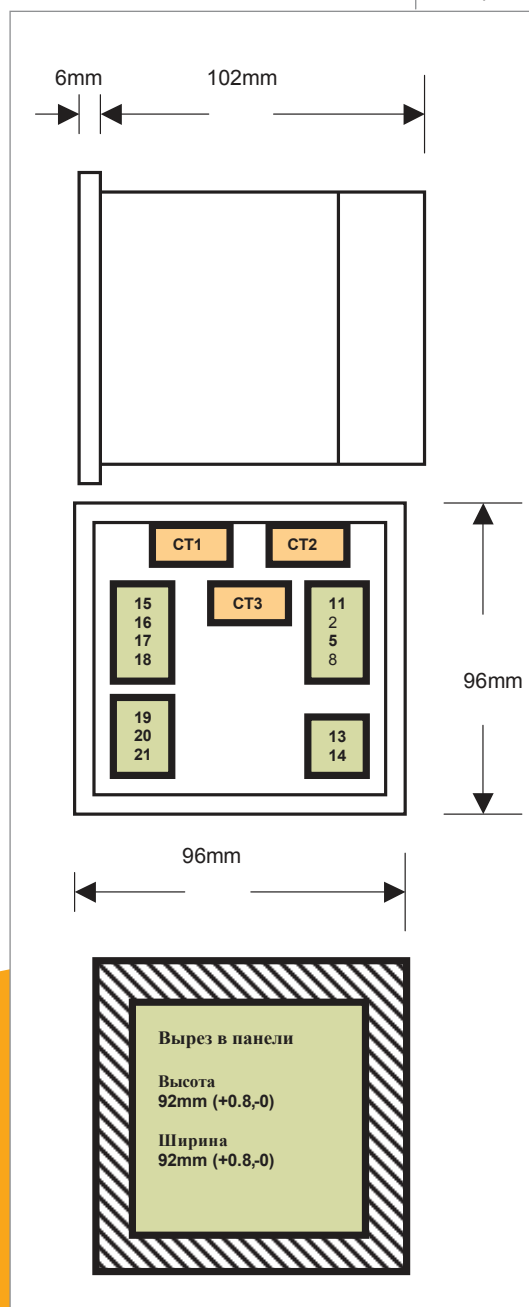 6mm 102mm
CT1 CT2
CT3
15
16
17
18
11
2
5
8
19
20
21
13
14
96mm
96mm
Вырез в панели
Высота
92mm (+0.8,-0)
Ширина
92mm (+0.8,-0)